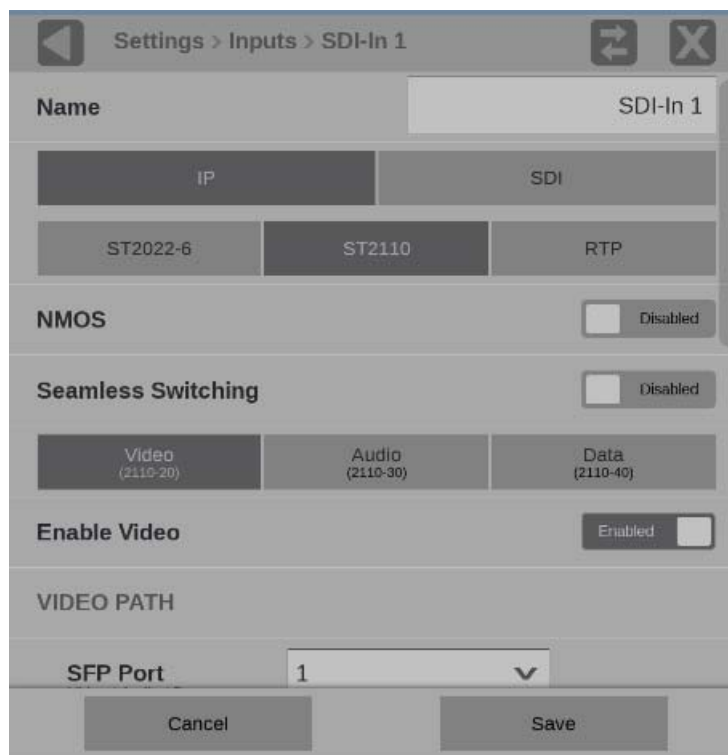 Settings > Inputs > SDI-In 1
Name
SDI-In 1
IP
SDI
ST2022-6
ST2110
RTP
NMOS
Disabled
Seamless Switching
Disabled
Video
(2110-20)
Audio
(2110-30)
Data
(2110-40)
Enable Video
Enabled
VIDEO PATH
SFP Port
1
Cancel
Save